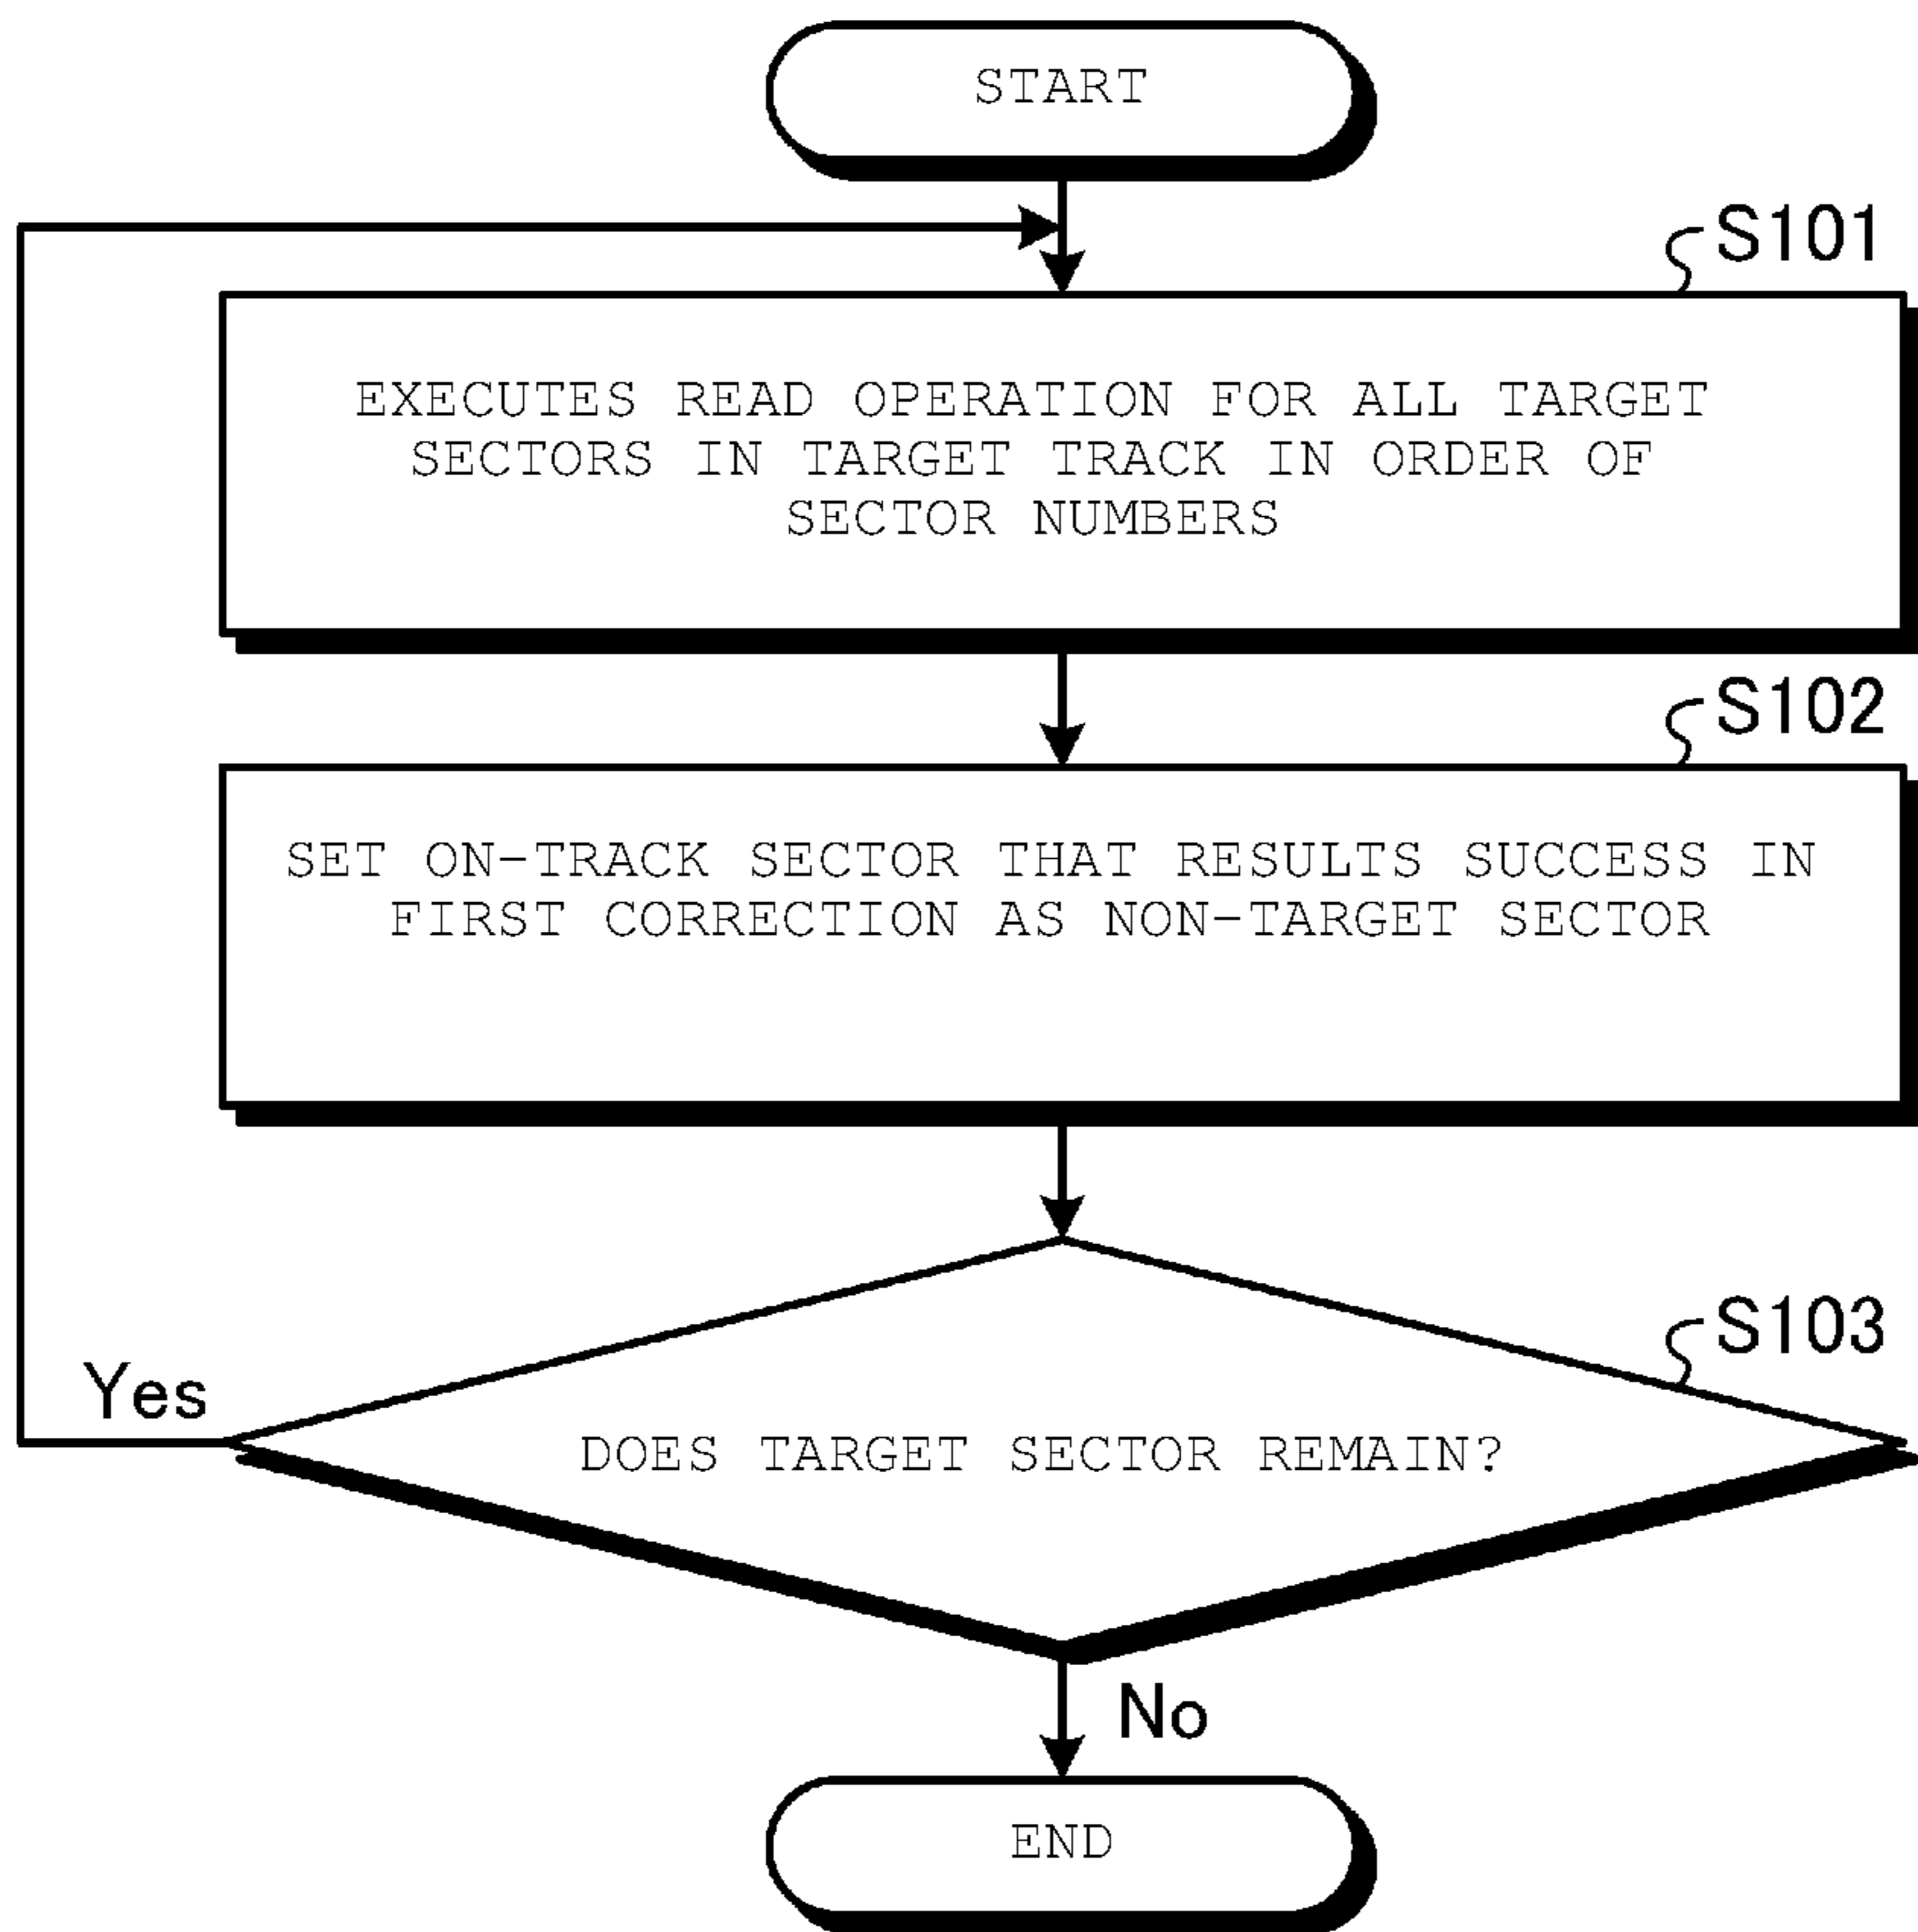 START
S101
EXECUTES READ OPERATION FOR ALL TARGET
SECTORS IN TARGET TRACK IN ORDER OF
SECTOR NUMBERS
S102
SET ON-TRACK SECTOR THAT RESULTS SUCCESS IN
FIRST CORRECTION AS NON-TARGET SECTOR
S103
Yes
DOES TARGET SECTOR REMAIN?
No
END